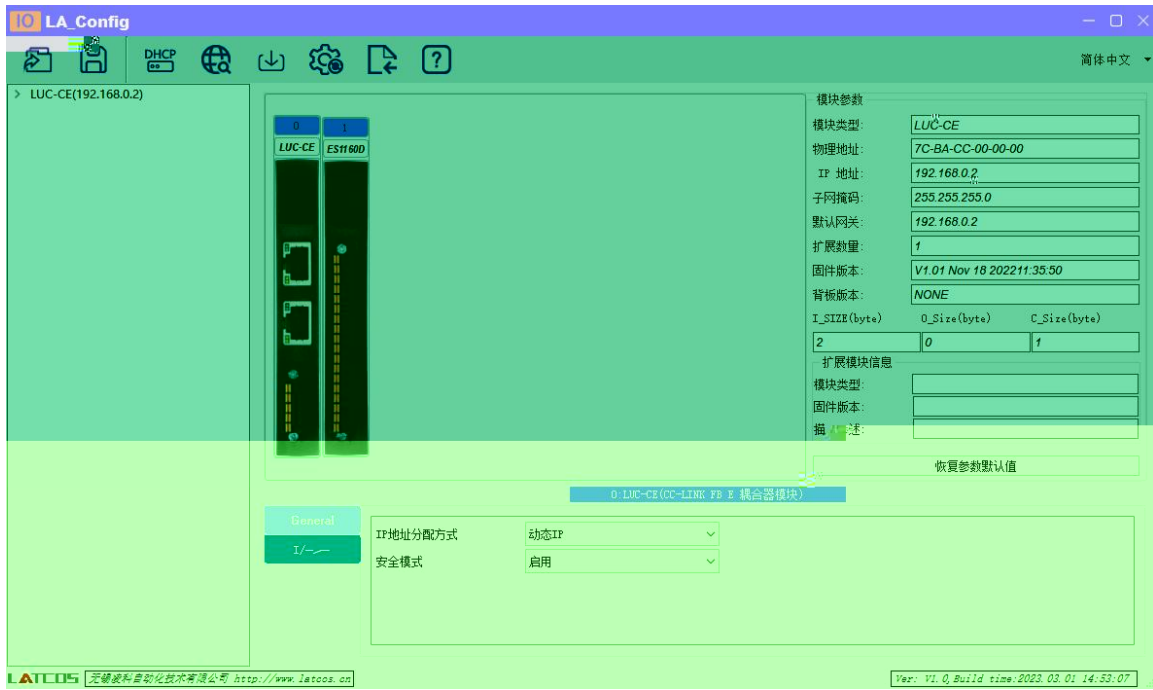 IO LA_Config
DHCP
简体中文
LUC-CE(192.168.0.2)
0 1
LUC-CE ES1160D
模块参数
模块类型: LUC-CE
物理地址: 7C-BA-CC-00-00-00
IP 地址: 192.168.0.2
子网掩码: 255.255.255.0
默认网关: 192.168.0.2
扩展数量: 1
固件版本: V1.01 Nov 18 202211:35:50
背板版本: NONE
I_SIZE(byte) O_Size(byte) C_Size(byte)
2 0 1
扩展模块信息
模块类型:
固件版本:
描 述:
恢复参数默认值
0:LUC-CE(CC-LINK FB E 耦合器模块)
General
IP地址分配方式 动态IP
安全模式 启用
LATCOS 无锡凌科自动化技术有限公司 http://www.latcos.cn
Ver: V1.0,Build time:2023.03.01 14:53:07